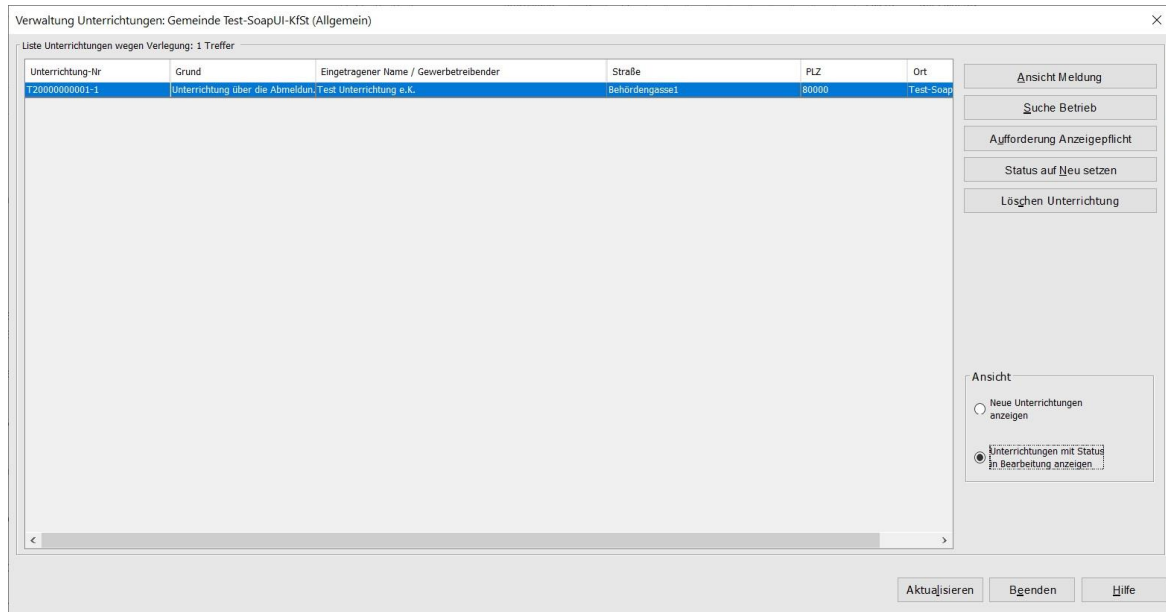 Verwaltung Unterrichtungen: Gemeinde Test-SoapUI-KfSt (Allgemein)
Liste Unterrichtungen wegen Verlegung: 1 Treffer
Unterrichtung-Nr Grund Eingetragener Name / Gewerbetreibender Straße PLZ Ort
T20000000001-1 Unterrichtung über die Abmeldun. Test Unterrichtung e.K. Behördengasse1 80000 Test-Soap
Ansicht Meldung
Suche Betrieb
Aufforderung Anzeigepflicht
Status auf Neu setzen
Löschen Unterrichtung
Ansicht
Neue Unterrichtungen
anzeigen
Unterrichtungen mit Status
in Bearbeitung anzeigen
Aktualisieren Beenden Hilfe